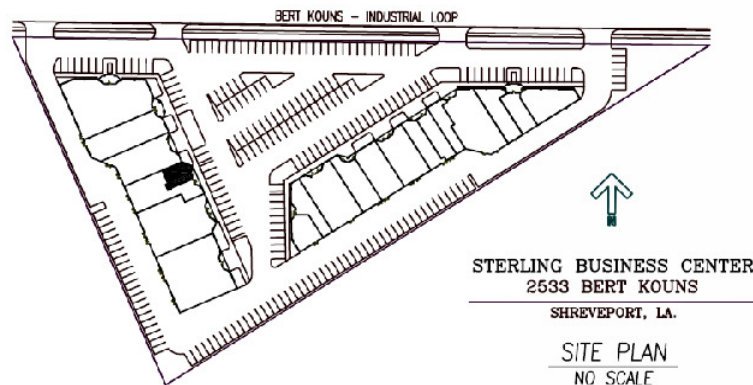 BERT KOUNS - INDUSTRIAL LOOP
N
STERLING BUSINESS CENTER
2533 BERT KOUNS
SHREVEPORT, LA.
SITE PLAN
NO SCALE